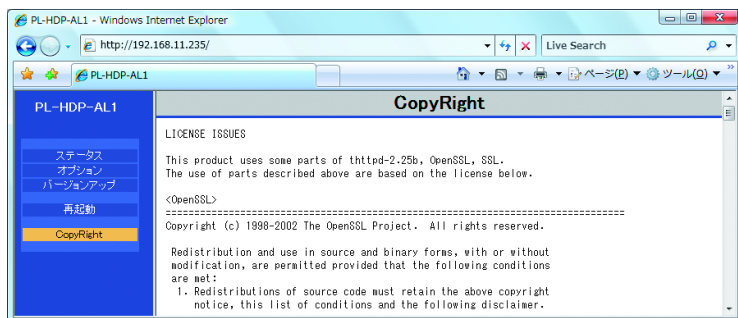 PL-HDP-AL1 - Windows Internet Explorer
http://192.168.11.235/
Live Search
PL-HDP-AL1
ページ(P)
ツール(O)
PL-HDP-AL1
ステータス
オプション
バージョンアップ
再起動
CopyRight
CopyRight
LICENSE ISSUES
This product uses some parts of thttpd-2.25b, OpenSSL, SSL.
The use of parts described above are based on the license below.
<OpenSSL>
==========================================================================
Copyright (c) 1998-2002 The OpenSSL Project. All rights reserved.
Redistribution and use in source and binary forms, with or without
modification, are permitted provided that the following conditions
are met:
1. Redistributions of source code must retain the above copyright
notice, this list of conditions and the following disclaimer.